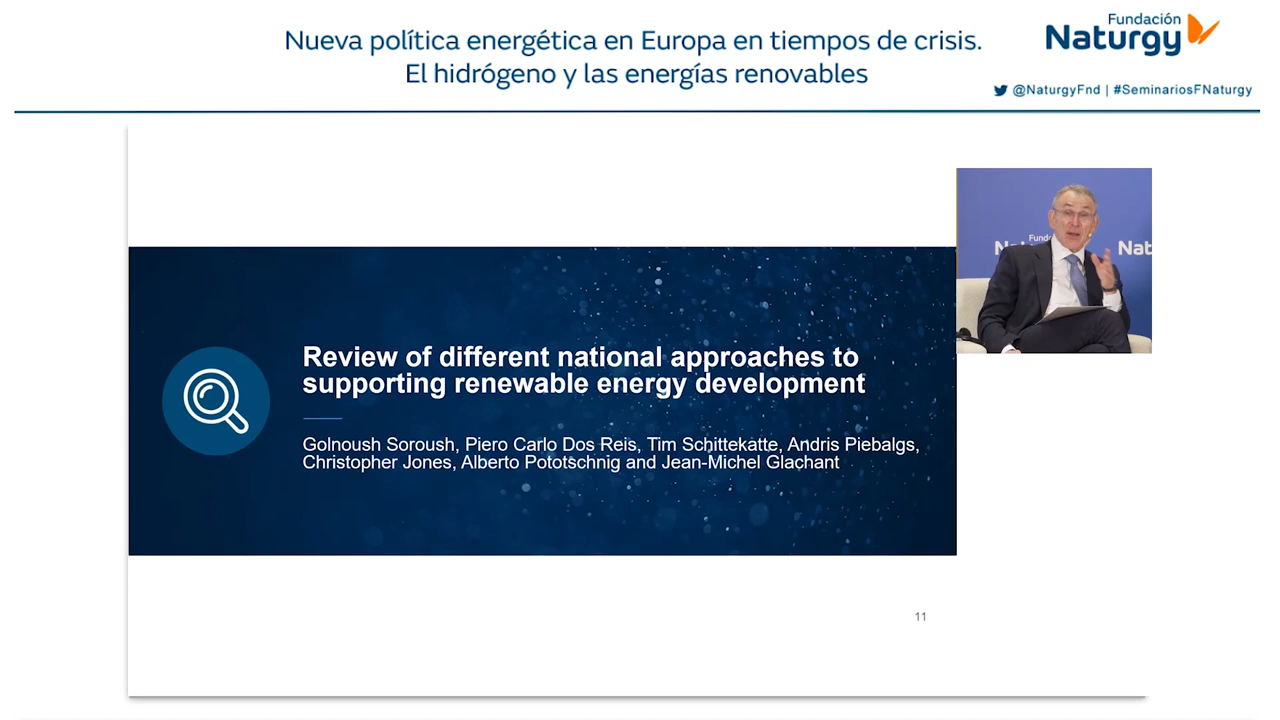 Nueva política energética en Europa en tiempos de crisis.
El hidrógeno y las energías renovables
Fundación
Naturgy
@NaturgyFnd | #SeminariosFNaturgy
Review of different national approaches to
supporting renewable energy development
Golnoush Soroush, Piero Carlo Dos Reis, Tim Schittekatte, Andris Piebalgs,
Christopher Jones, Alberto Pototschnig and Jean-Michel Glachant
11